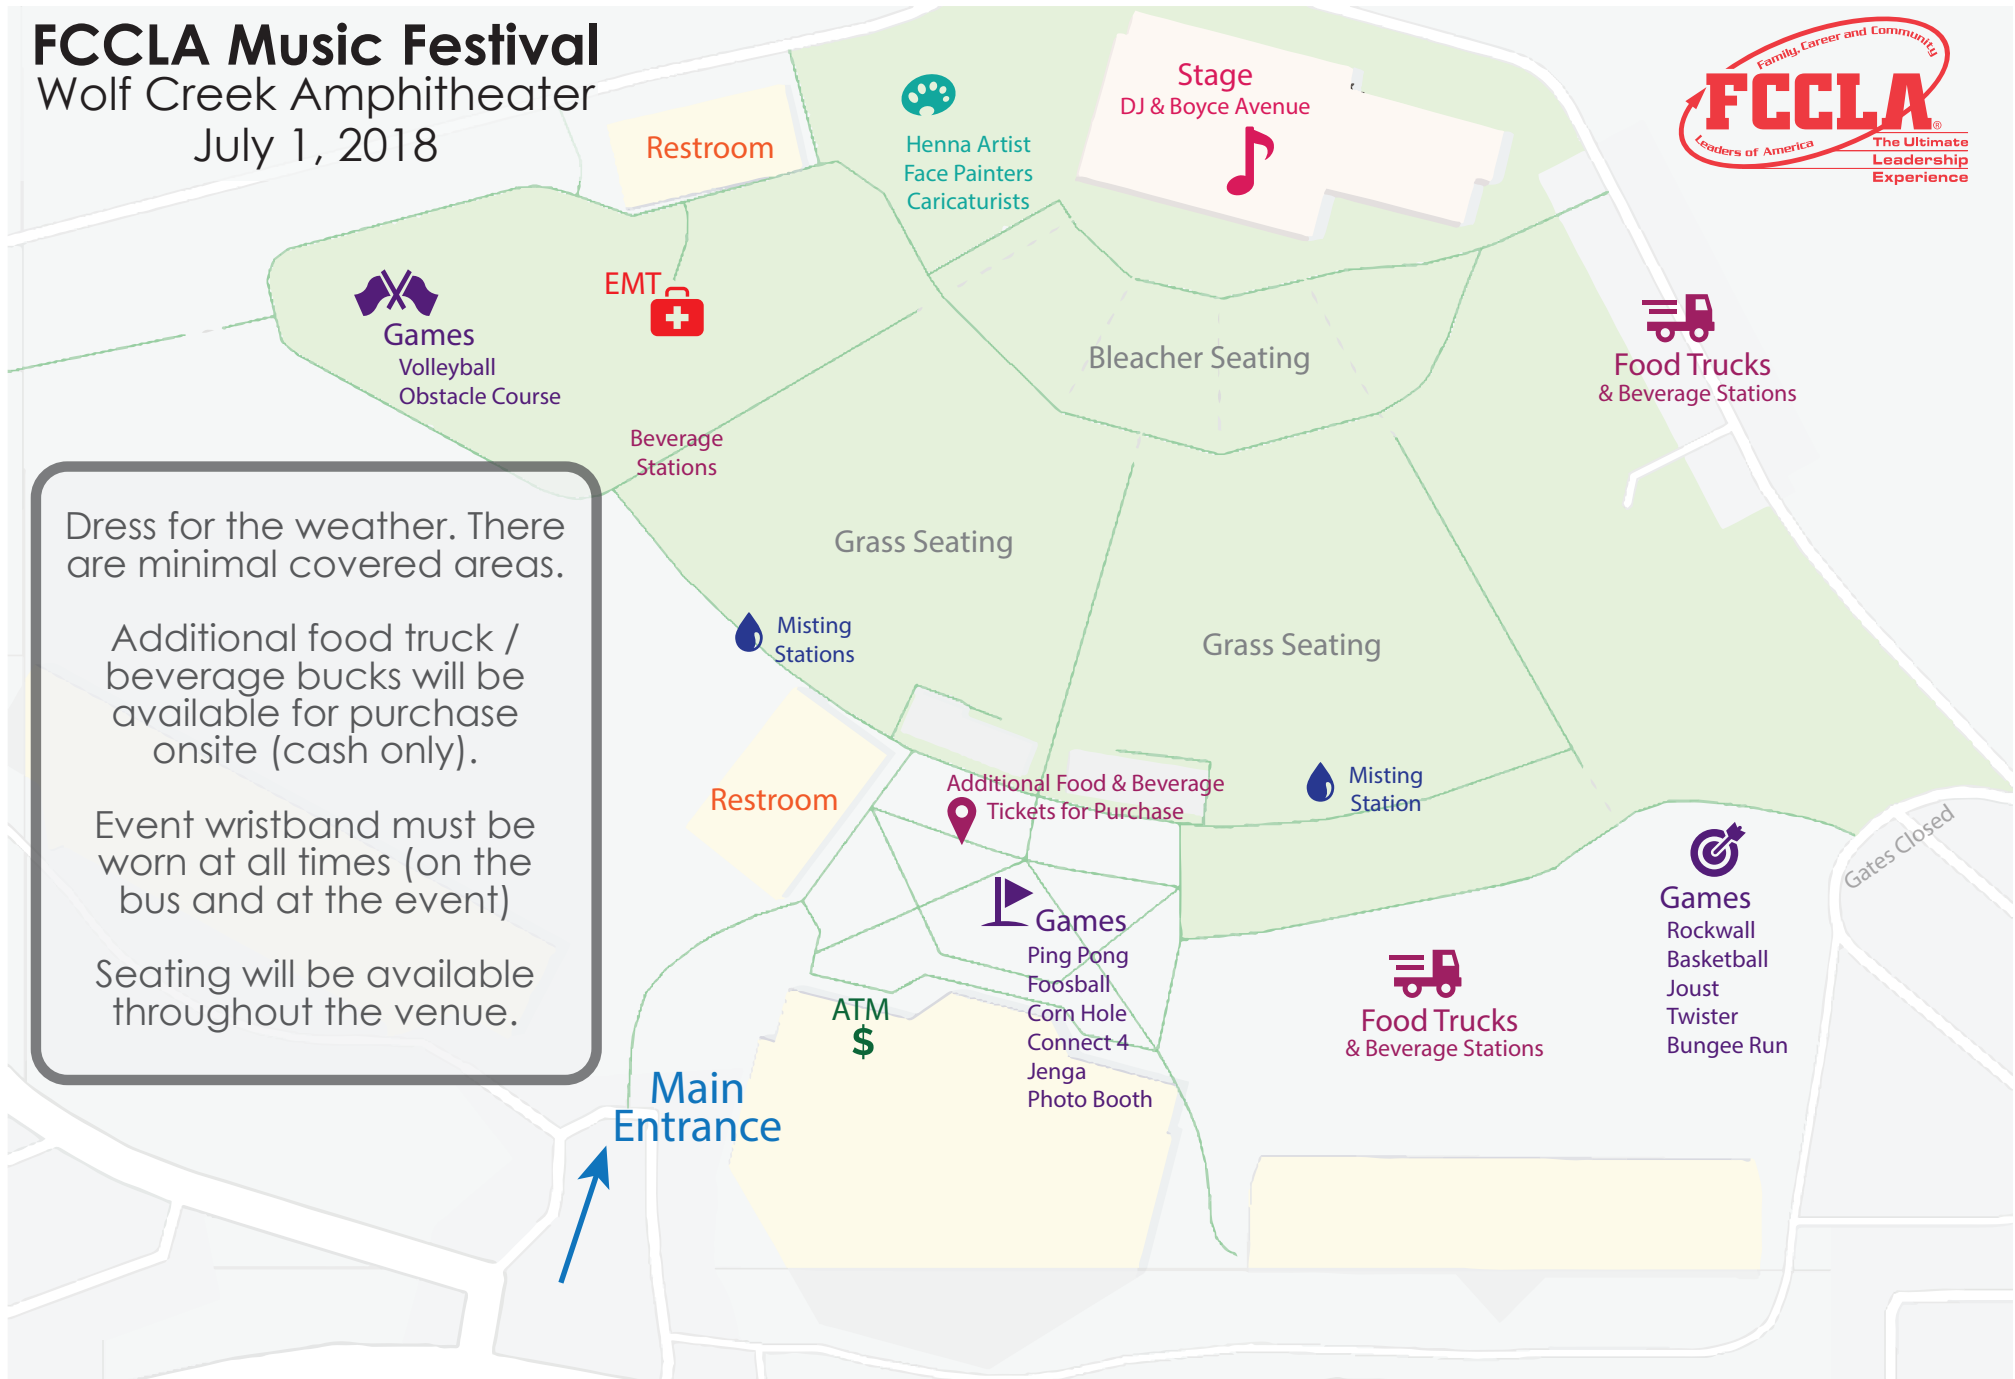 FCCLA Music Festival
Wolf Creek Amphitheater
July 1, 2018
Family, Career and Community
FCCLA®
Leaders of America
The Ultimate
Leadership
Experience
Stage
DJ & Boyce Avenue
Restroom
Henna Artist
Face Painters
Caricaturists
EMT
Games
Volleyball
Obstacle Course
Bleacher Seating
Food Trucks
& Beverage Stations
Beverage
Stations
Dress for the weather. There
are minimal covered areas.
Additional food truck /
beverage bucks will be
available for purchase
onsite (cash only).
Event wristband must be
worn at all times (on the
bus and at the event)
Seating will be available
throughout the venue.
Grass Seating
Misting
Stations
Grass Seating
Restroom
Additional Food & Beverage
Tickets for Purchase
Misting
Station
Gates Closed
Games
Rockwall
Basketball
Joust
Twister
Bungee Run
Games
Ping Pong
Foosball
Corn Hole
Connect 4
Jenga
Photo Booth
ATM
$
Food Trucks
& Beverage Stations
Main
Entrance